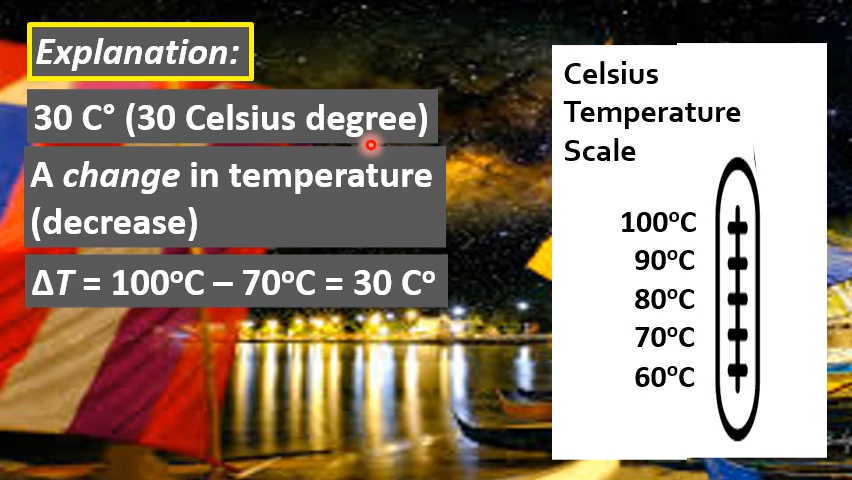 Explanation:
30 C° (30 Celsius degree)
A change in temperature
(decrease)
ΔT = 100ºC – 70ºC = 30 Cº
Celsius
Temperature
Scale
100ºC
90ºC
80ºC
70ºC
60ºC